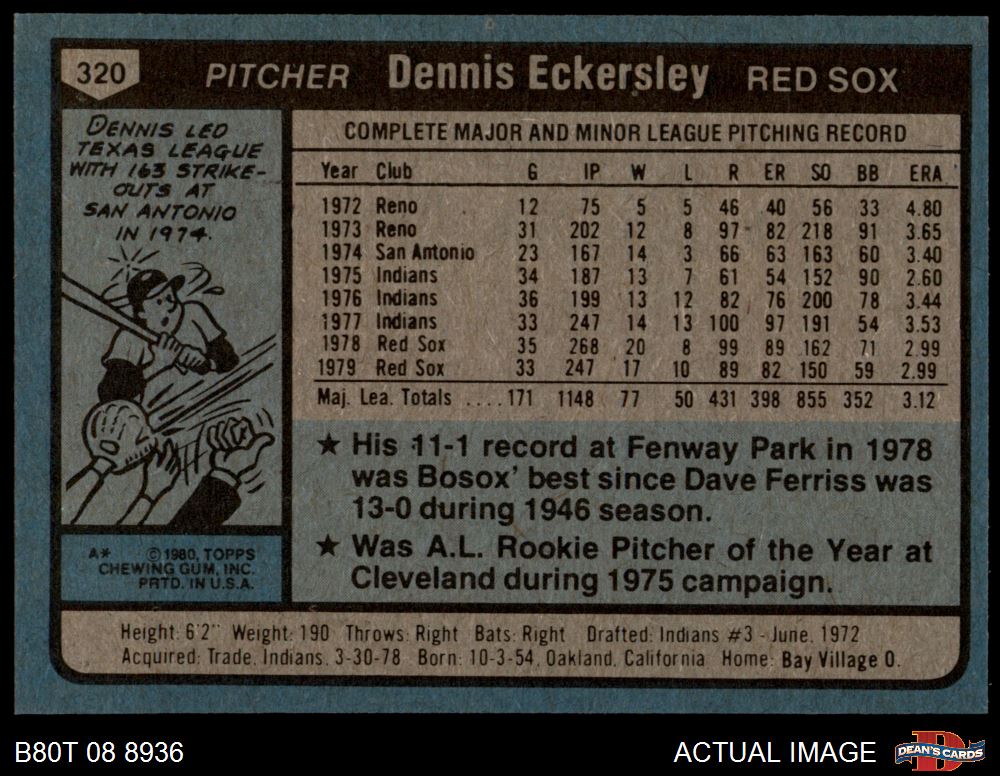 320 PITCHER Dennis Eckersley RED SOX
DENNIS LED
TEXAS LEAGUE
WITH 163 STRIKE-
OUTS AT
SAN ANTONIO
IN 1974.
COMPLETE MAJOR AND MINOR LEAGUE PITCHING RECORD
Year Club G IP W L R ER SO BB ERA
1972 Reno 12 75 5 5 46 40 56 33 4.80
1973 Reno 31 202 12 8 97 82 218 91 3.65
1974 San Antonio 23 167 14 3 66 63 163 60 3.40
1975 Indians 34 187 13 7 61 54 152 90 2.60
1976 Indians 36 199 13 12 82 76 200 78 3.44
1977 Indians 33 247 14 13 100 97 191 54 3.53
1978 Red Sox 35 268 20 8 99 89 162 71 2.99
1979 Red Sox 33 247 17 10 89 82 150 59 2.99
Maj. Lea. Totals ....171 1148 77 50 431 398 855 352 3.12
★ His 11-1 record at Fenway Park in 1978
was Bosox' best since Dave Ferriss was
13-0 during 1946 season.
★ Was A.L. Rookie Pitcher of the Year at
Cleveland during 1975 campaign.
A* © 1980, TOPPS
CHEWING GUM, INC.
PRTD. IN U.S.A.
Height: 6'2" Weight: 190 Throws: Right Bats: Right Drafted: Indians #3 - June, 1972
Acquired: Trade, Indians, 3-30-78 Born: 10-3-54, Oakland, California Home: Bay Village O.
B80T 08 8936 ACTUAL IMAGE DEAN'S CARDS